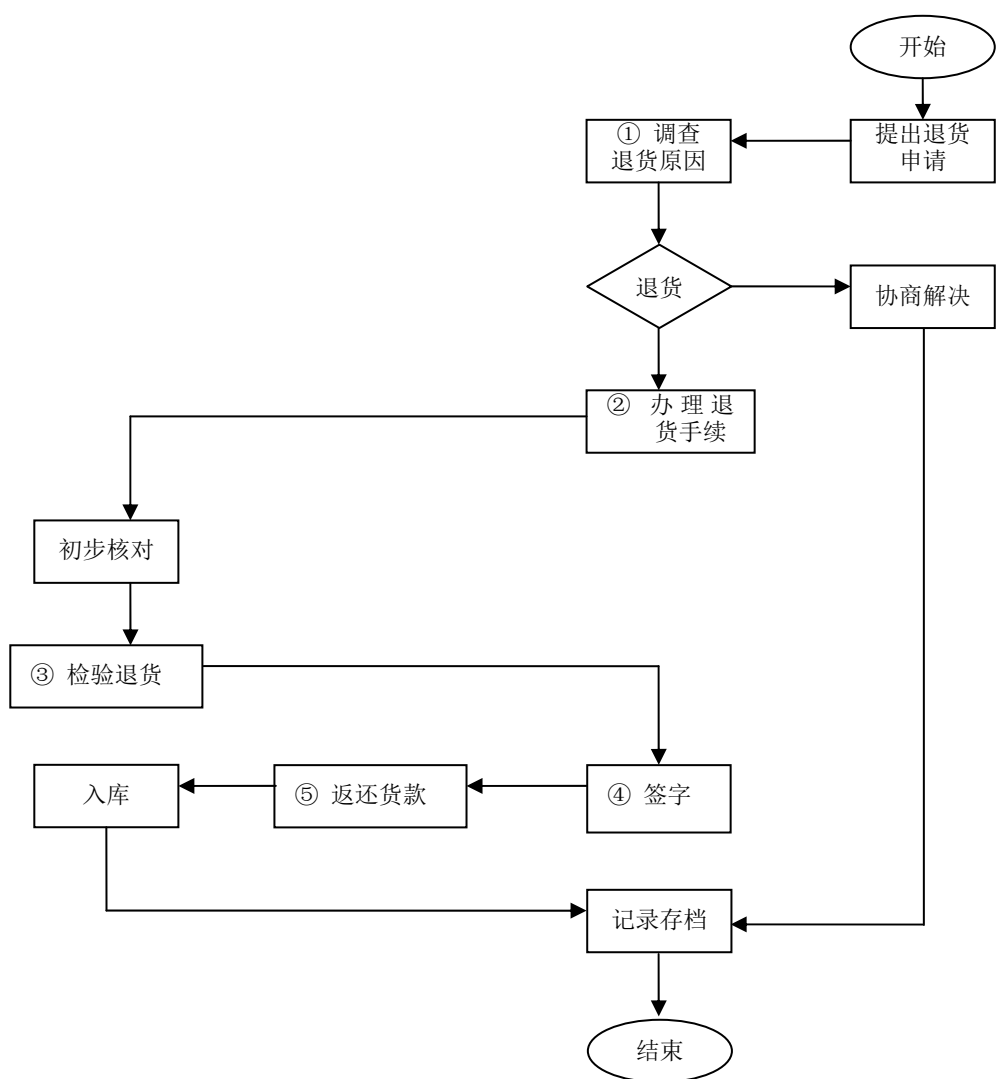 开始
提出退货
申请
① 调查
退货原因
退货
协商解决
② 办理退
货手续
初步核对
③ 检验退货
入库
⑤ 返还货款
④ 签字
记录存档
结束